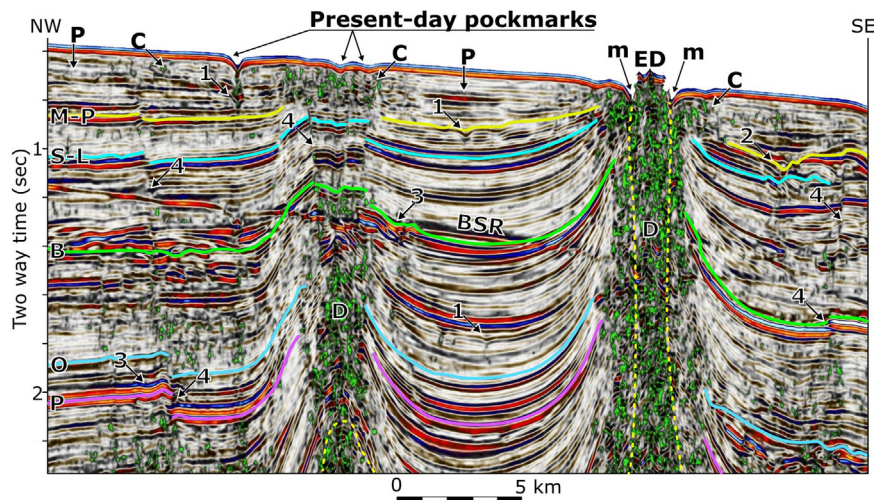 Present-day pockmarks
NW
SE
P
C
C
P
m
ED
m
C
1
1
M-P
4
S-L
4
2
4
3
BSR
B
D
D
1
4
O
3
4
P
1
2
Two way time (sec)
0
5 km